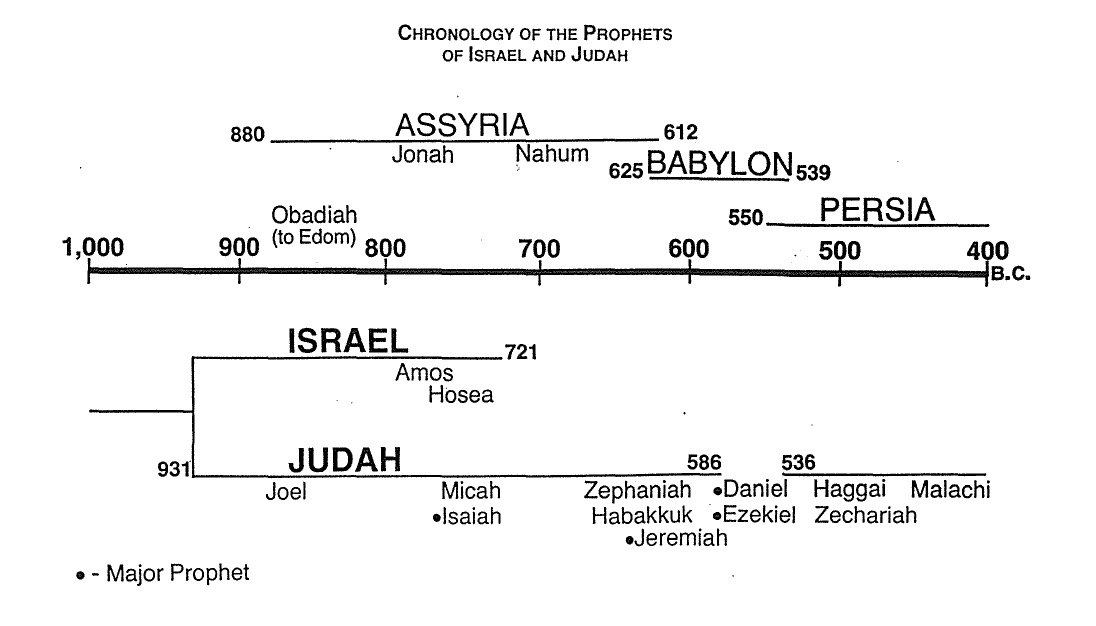 CHRONOLOGY OF THE PROPHETS
OF ISRAEL AND JUDAH
880 ASSYRIA 612
Jonah Nahum
625 BABYLON 539
550 PERSIA
Obadiah
(to Edom)
1,000 900 800 700 600 500 400
B.C.
ISRAEL 721
Amos
Hosea
931 JUDAH 586 536
Joel Micah Zephaniah •Daniel Haggai Malachi
•Isaiah Habakkuk •Ezekiel Zechariah
•Jeremiah
• - Major Prophet